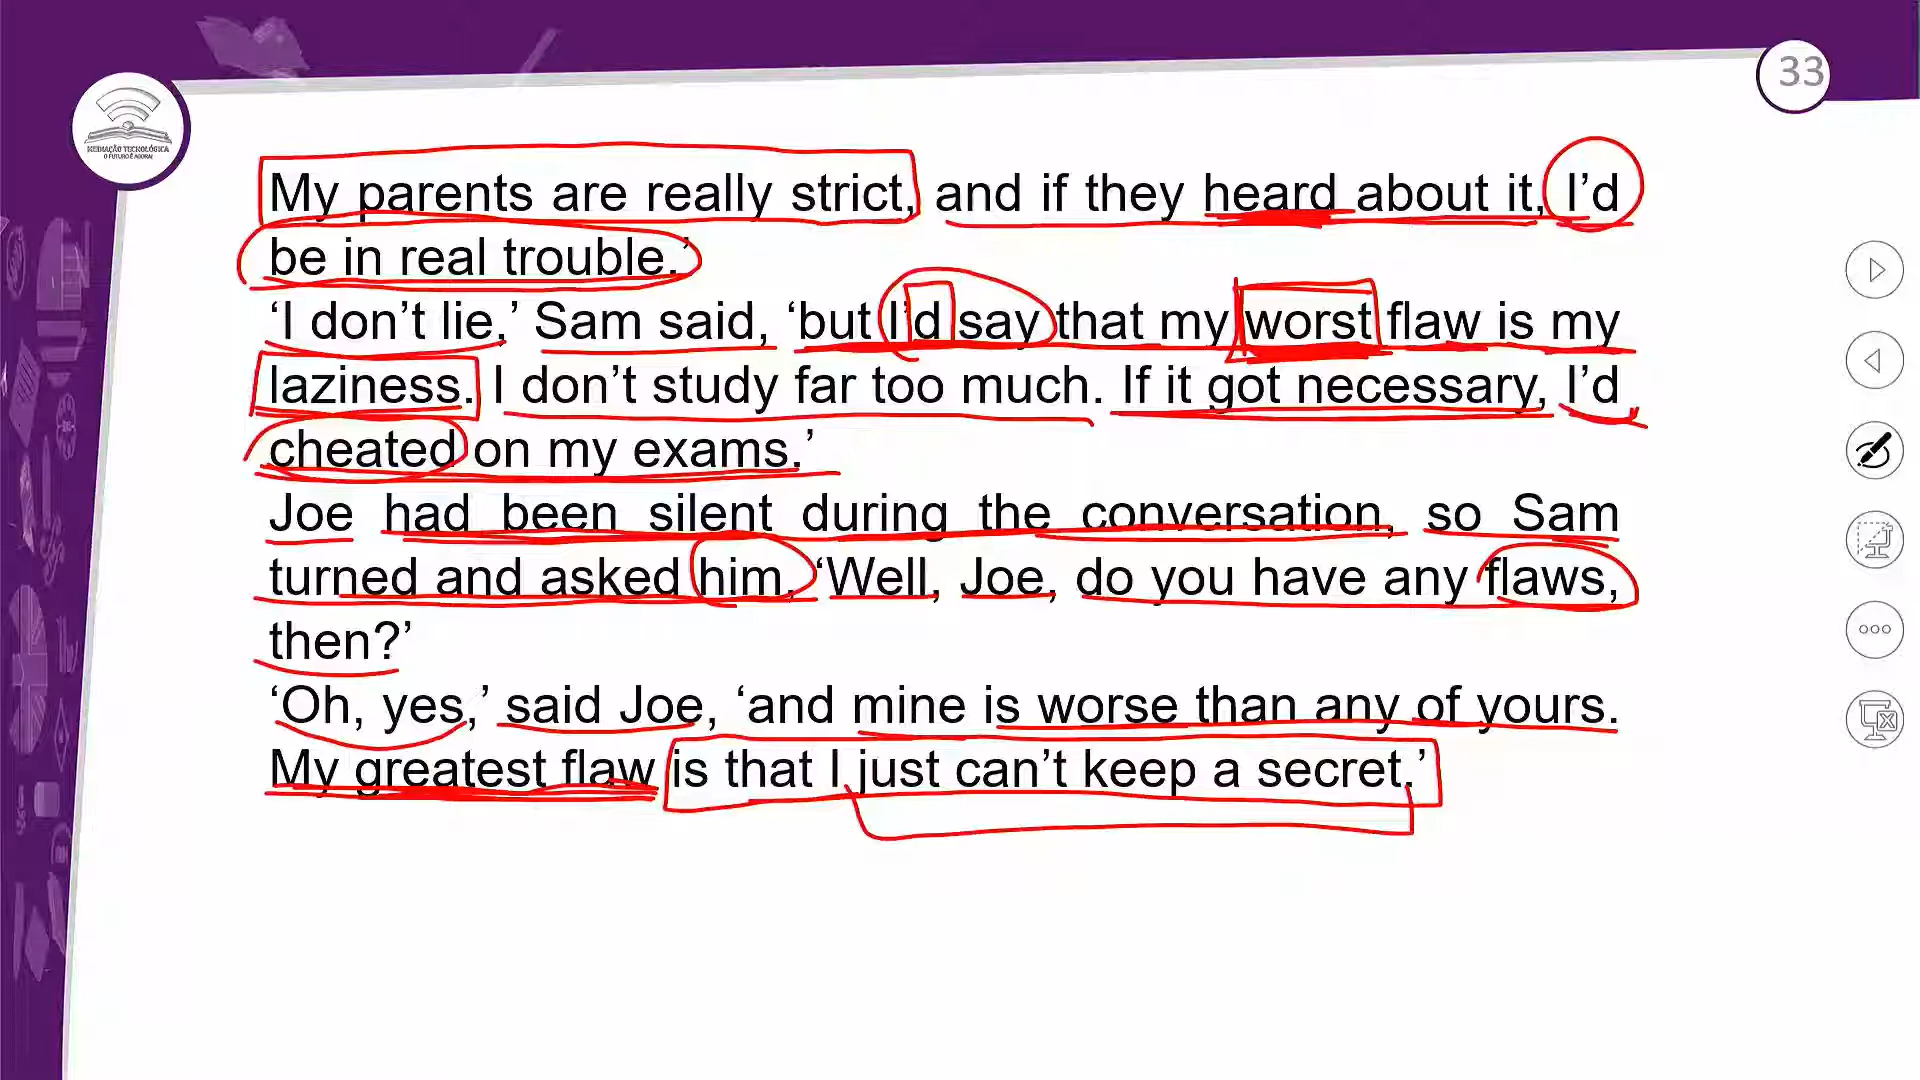 33
MEDIAÇÃO TECNOLÓGICA
O FUTURO É AGORA!
My parents are really strict, and if they heard about it, I’d
be in real trouble.’
‘I don’t lie,’ Sam said, ‘but I’d say that my worst flaw is my
laziness. I don’t study far too much. If it got necessary, I’d
cheated on my exams.’
Joe had been silent during the conversation, so Sam
turned and asked him, ‘Well, Joe, do you have any flaws,
then?’
‘Oh, yes,’ said Joe, ‘and mine is worse than any of yours.
My greatest flaw is that I just can’t keep a secret.’